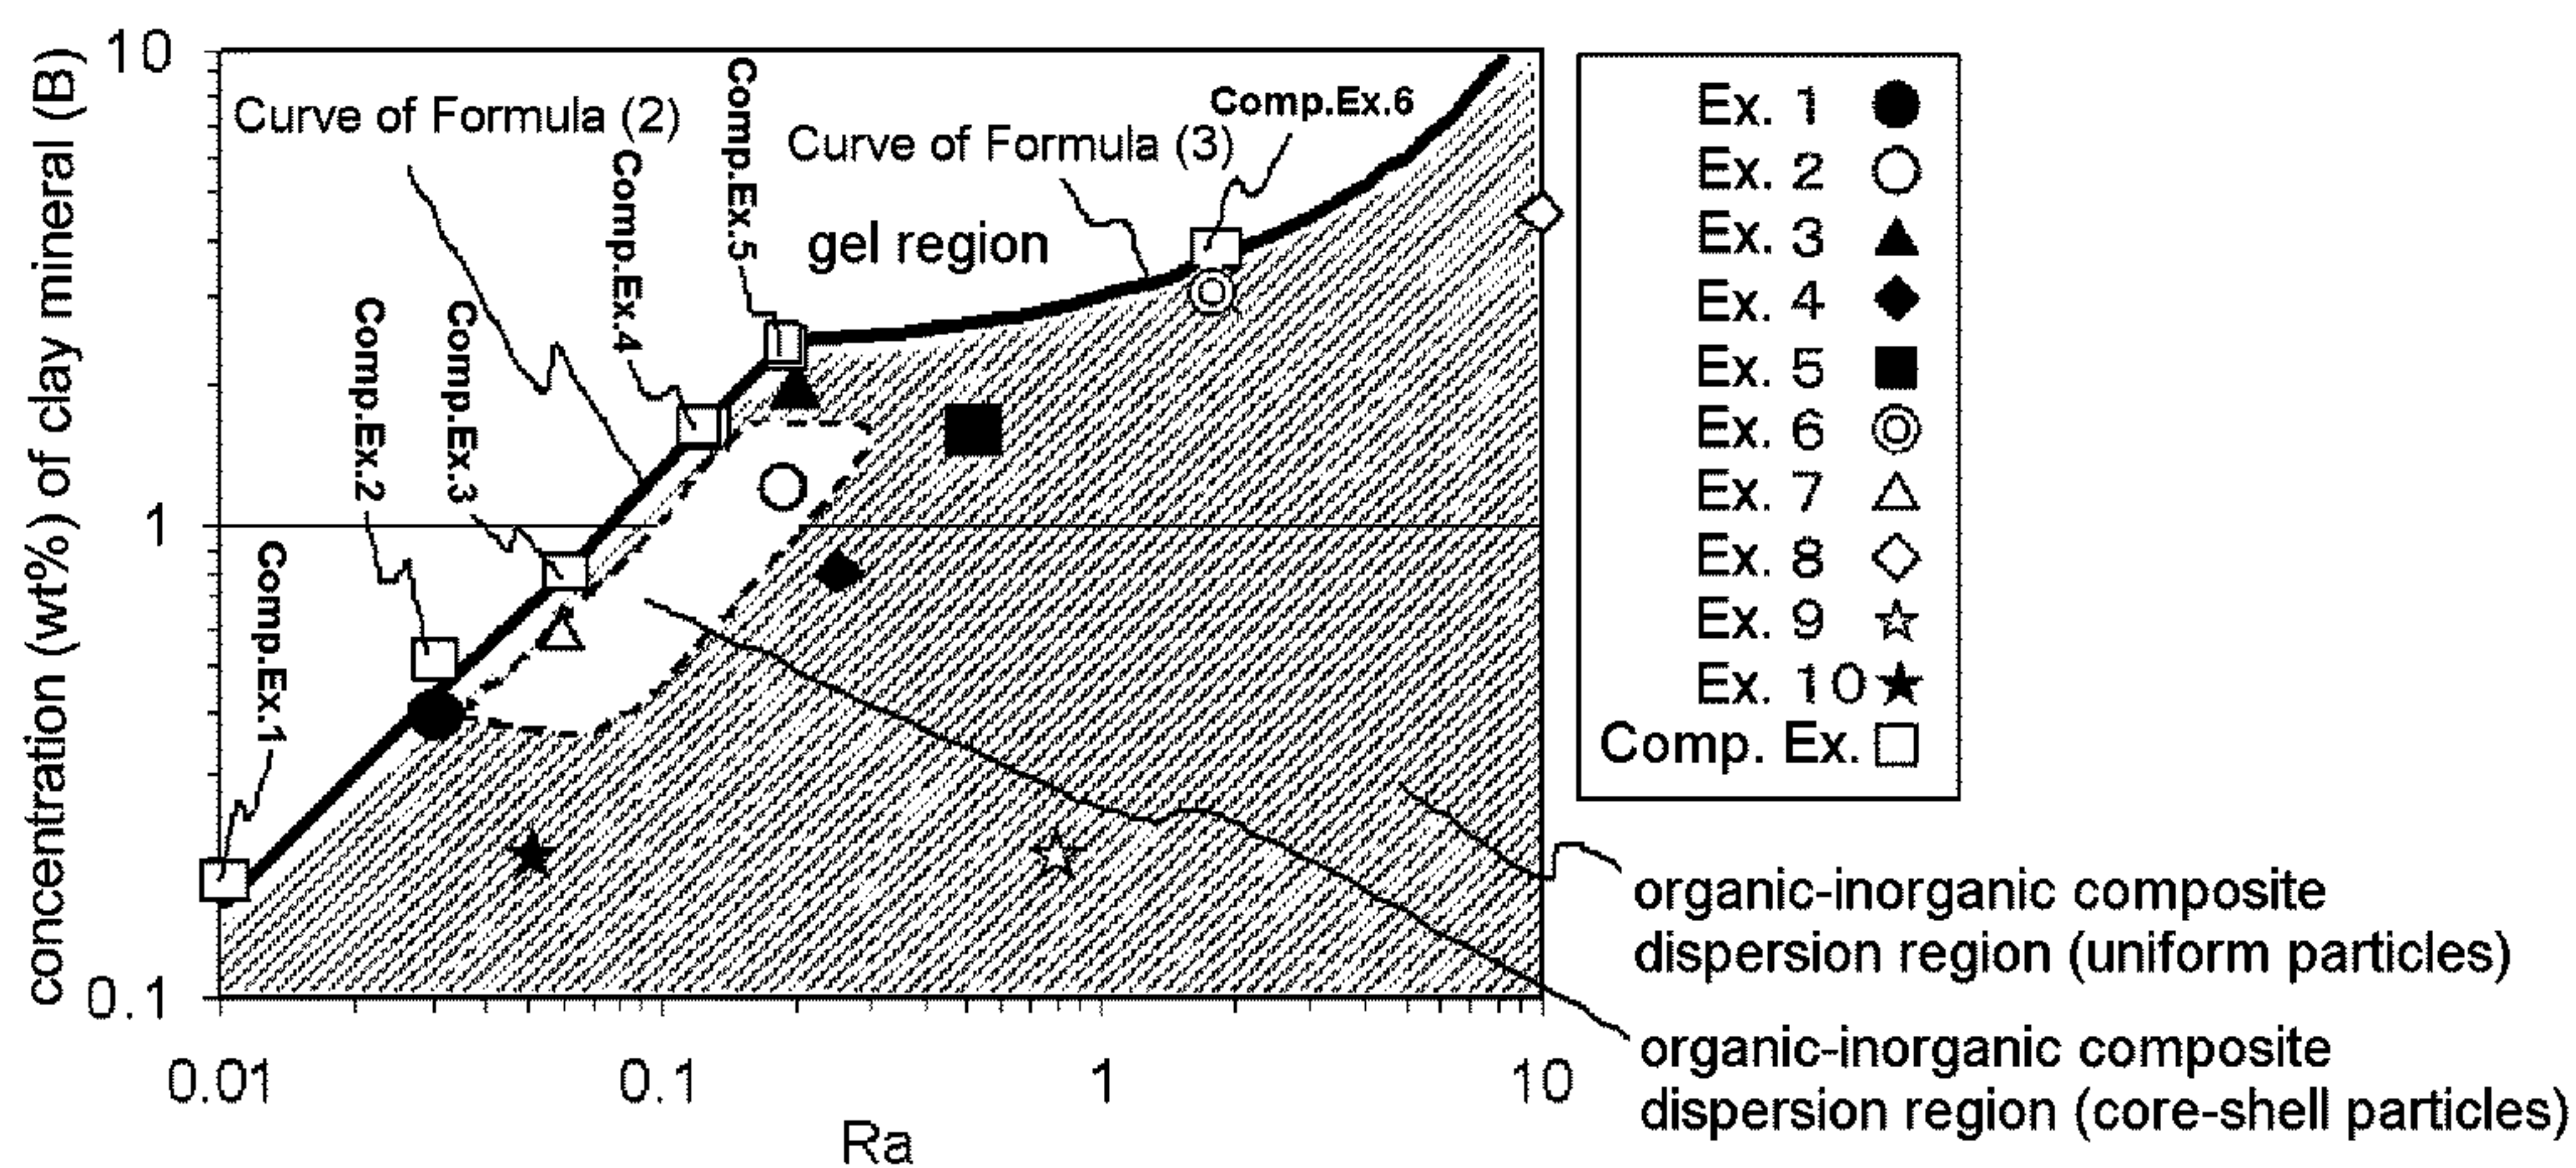 concentration (wt%) of clay mineral (B)
10
1
0.1
0.01
0.1
1
10
Ra
Curve of Formula (2)
Curve of Formula (3)
gel region
Comp.Ex.1
Comp.Ex.2
Comp.Ex.3
Comp.Ex.4
Comp.Ex.5
Comp.Ex.6
Ex. 1
Ex. 2
Ex. 3
Ex. 4
Ex. 5
Ex. 6
Ex. 7
Ex. 8
Ex. 9
Ex. 10
Comp. Ex.
organic-inorganic composite
dispersion region (uniform particles)
organic-inorganic composite
dispersion region (core-shell particles)